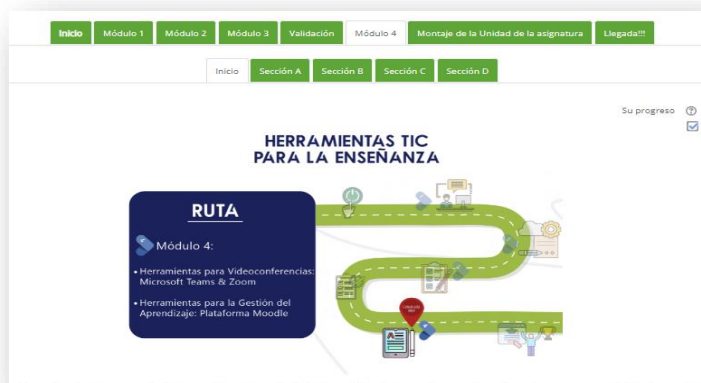 Inicio Módulo 1 Módulo 2 Módulo 3 Validación Módulo 4 Montaje de la Unidad de la asignatura Llegada!!!
Inicio Sección A Sección B Sección C Sección D
Su progreso
HERRAMIENTAS TIC
PARA LA ENSEÑANZA
RUTA
Módulo 4:
• Herramientas para Videoconferencias:
Microsoft Teams & Zoom
• Herramientas para la Gestión del
Aprendizaje: Plataforma Moodle